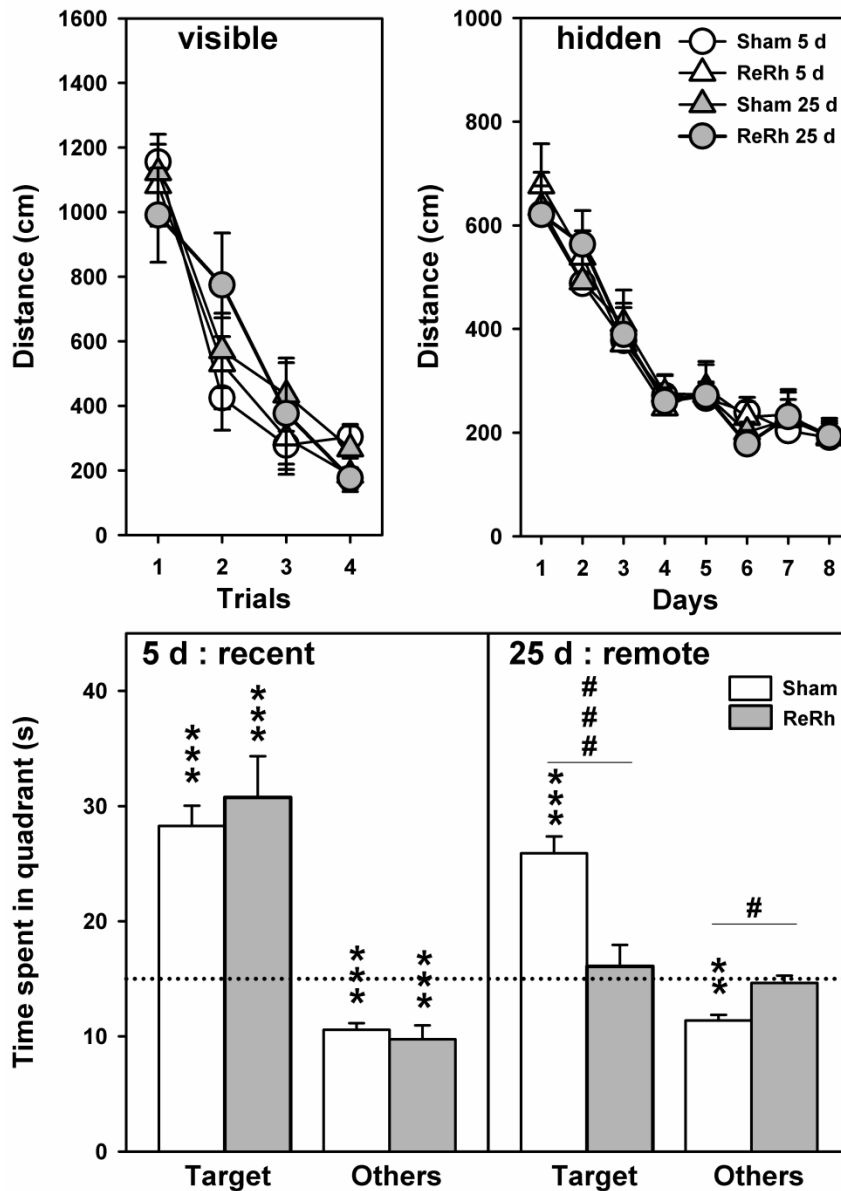 visible
1600
1400
1200
1000
800
600
400
200
0
Distance (cm)
1 2 3 4
Trials
hidden
Sham 5 d
ReRh 5 d
Sham 25 d
ReRh 25 d
1000
800
600
400
200
0
Distance (cm)
1 2 3 4 5 6 7 8
Days
5 d : recent
25 d : remote
Sham
ReRh
40
30
20
10
0
Time spent in quadrant (s)
***
***
***
***
***
###
**
#
Target Others Target Others